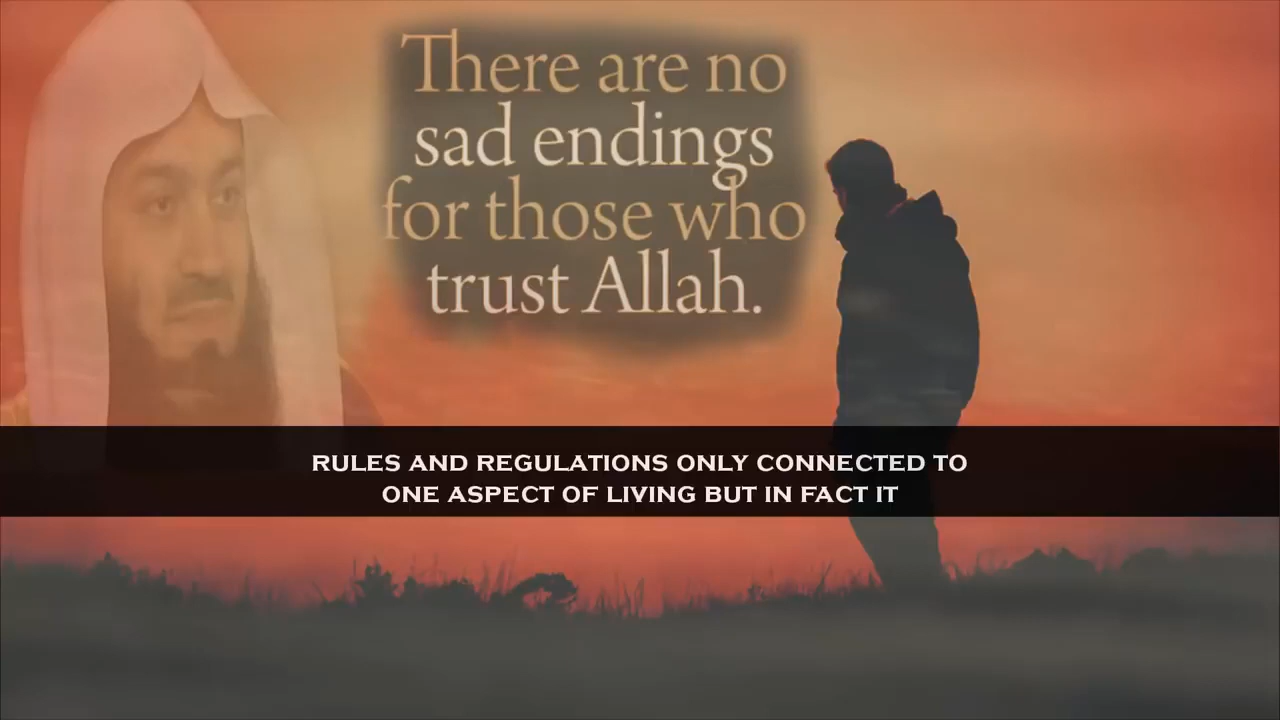 There are no
sad endings
for those who
trust Allah.
RULES AND REGULATIONS ONLY CONNECTED TO
ONE ASPECT OF LIVING BUT IN FACT IT